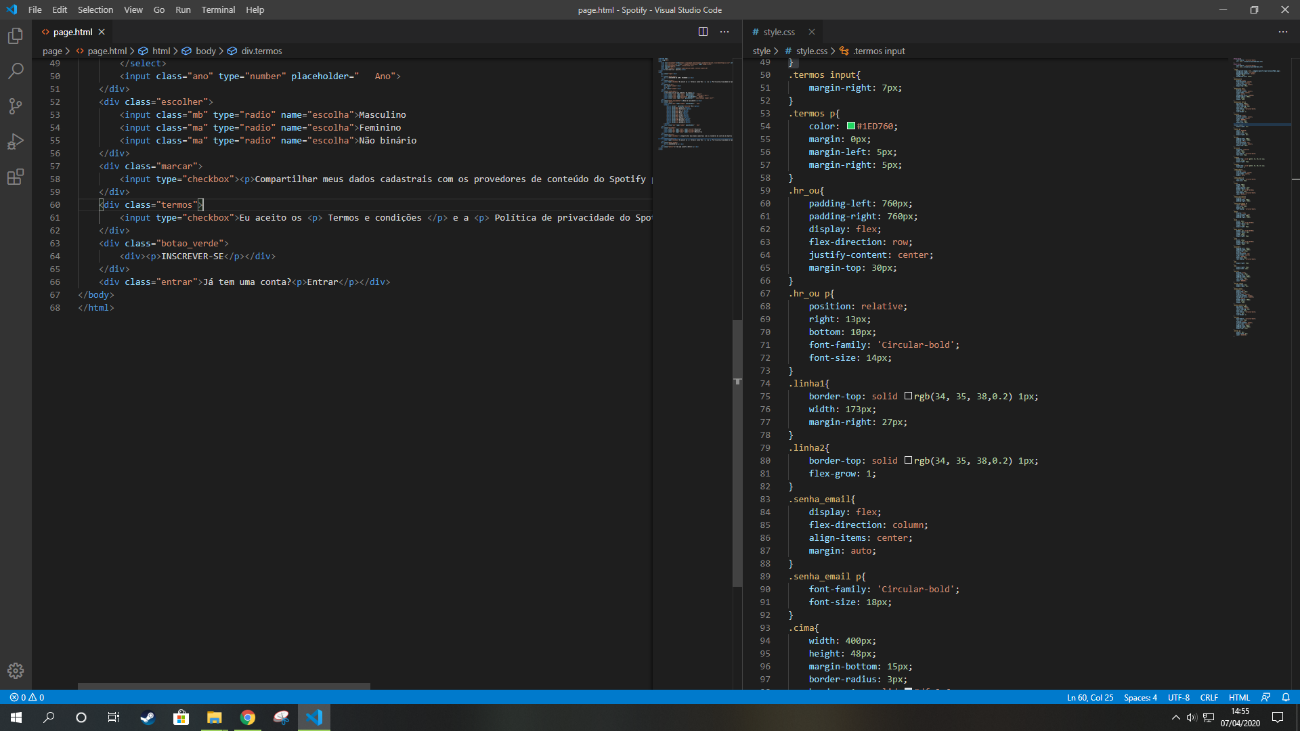 File Edit Selection View Go Run Terminal Help
page.html - Spotify - Visual Studio Code
page.html
page > page.html > html > body > div.termos
49 </select>
50 <input class="ano" type="number" placeholder="   Ano">
51 </div>
52 <div class="escolher">
53 <input class="mb" type="radio" name="escolha">Masculino
54 <input class="ma" type="radio" name="escolha">Feminino
55 <input class="ma" type="radio" name="escolha">Não binário
56 </div>
57 <div class="marcar">
58 <input type="checkbox"><p>Compartilhar meus dados cadastrais com os provedores de conteúdo do Spotify p
59 </div>
60 <div class="termos">
61 <input type="checkbox">Eu aceito os <p> Termos e condições </p> e a <p> Política de privacidade do Spo
62 </div>
63 <div class="botao_verde">
64 <div><p>INSCREVER-SE</p></div>
65 </div>
66 <div class="entrar">Já tem uma conta?<p>Entrar</p></div>
67 </body>
68 </html>
style.css
style > style.css > .termos input
49 }
50 .termos input{
51 margin-right: 7px;
52 }
53 .termos p{
54 color: #1ED760;
55 margin: 0px;
56 margin-left: 5px;
57 margin-right: 5px;
58 }
59 .hr_ou{
60 padding-left: 760px;
61 padding-right: 760px;
62 display: flex;
63 flex-direction: row;
64 justify-content: center;
65 margin-top: 30px;
66 }
67 .hr_ou p{
68 position: relative;
69 right: 13px;
70 bottom: 10px;
71 font-family: 'Circular-bold';
72 font-size: 14px;
73 }
74 .linha1{
75 border-top: solid rgb(34, 35, 38,0.2) 1px;
76 width: 173px;
77 margin-right: 27px;
78 }
79 .linha2{
80 border-top: solid rgb(34, 35, 38,0.2) 1px;
81 flex-grow: 1;
82 }
83 .senha_email{
84 display: flex;
85 flex-direction: column;
86 align-items: center;
87 margin: auto;
88 }
89 .senha_email p{
90 font-family: 'Circular-bold';
91 font-size: 18px;
92 }
93 .cima{
94 width: 400px;
95 height: 48px;
96 margin-bottom: 15px;
97 border-radius: 3px;
0 0
Ln 60, Col 25 Spaces: 4 UTF-8 CRLF HTML
14:55
07/04/2020